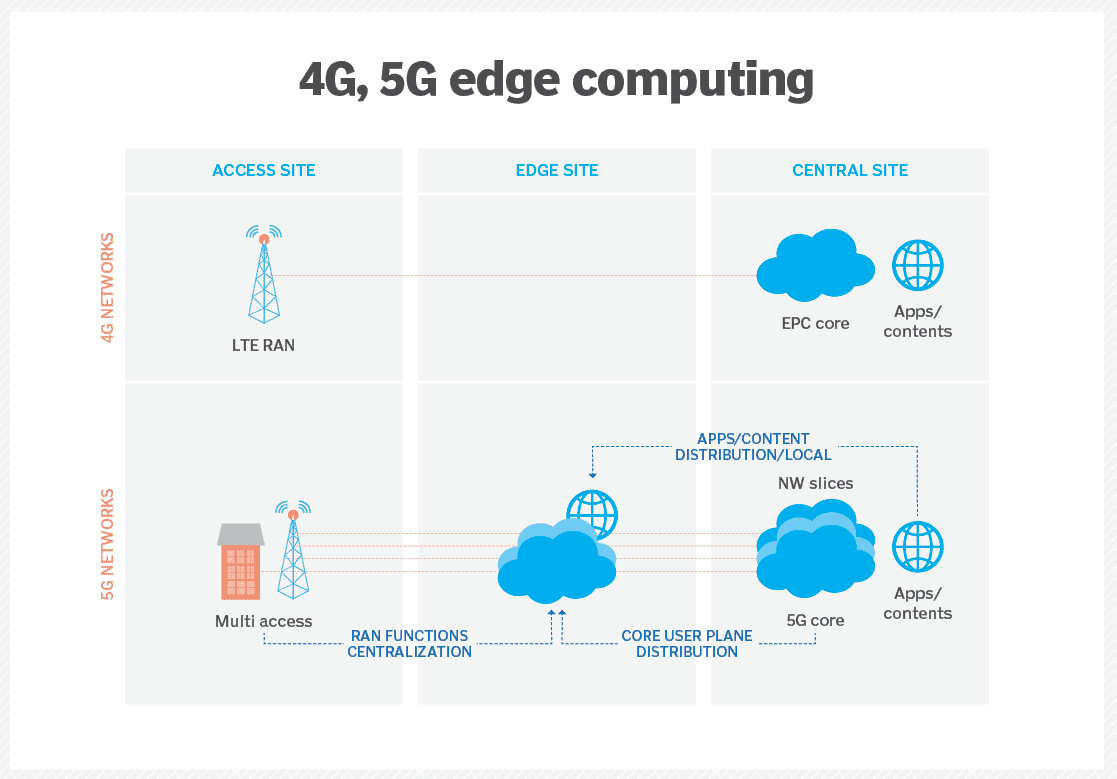 4G, 5G edge computing
ACCESS SITE
EDGE SITE
CENTRAL SITE
4G NETWORKS
LTE RAN
EPC core
Apps/
contents
5G NETWORKS
APPS/CONTENT
DISTRIBUTION/LOCAL
NW slices
Multi access
5G core
Apps/
contents
RAN FUNCTIONS
CENTRALIZATION
CORE USER PLANE
DISTRIBUTION